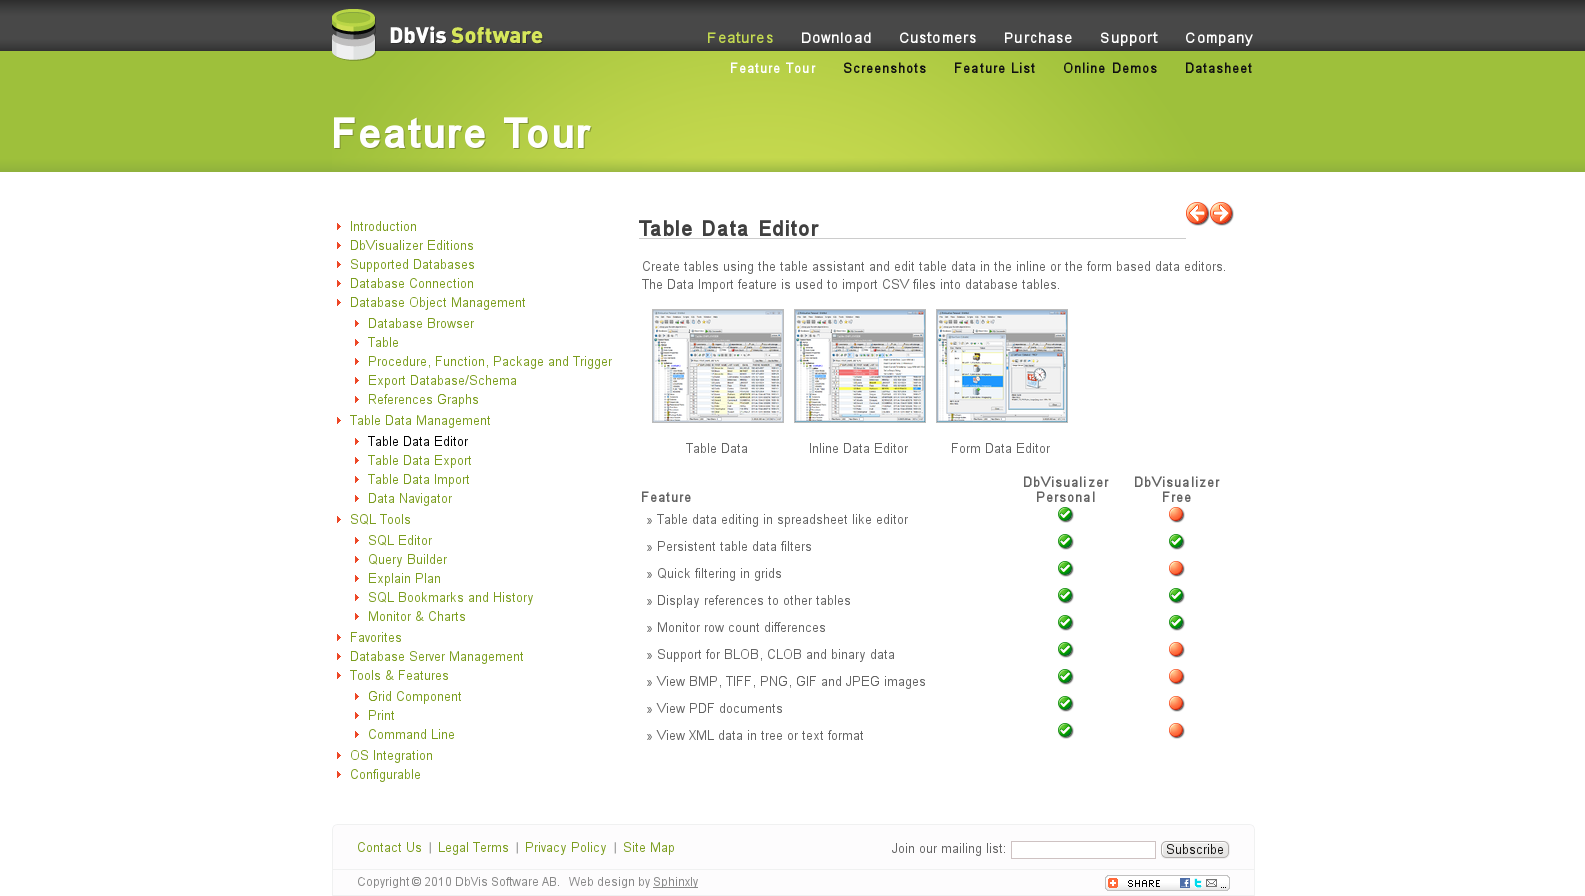 DbVis Software
Features Download Customers Purchase Support Company
Feature Tour Screenshots Feature List Online Demos Datasheet
Feature Tour
Introduction
DbVisualizer Editions
Supported Databases
Database Connection
Database Object Management
Database Browser
Table
Procedure, Function, Package and Trigger
Export Database/Schema
References Graphs
Table Data Management
Table Data Editor
Table Data Export
Table Data Import
Data Navigator
SQL Tools
SQL Editor
Query Builder
Explain Plan
SQL Bookmarks and History
Monitor & Charts
Favorites
Database Server Management
Tools & Features
Grid Component
Print
Command Line
OS Integration
Configurable
Table Data Editor
Create tables using the table assistant and edit table data in the inline or the form based data editors.
The Data Import feature is used to import CSV files into database tables.
Table Data Inline Data Editor Form Data Editor
Feature DbVisualizer Personal DbVisualizer Free
» Table data editing in spreadsheet like editor
» Persistent table data filters
» Quick filtering in grids
» Display references to other tables
» Monitor row count differences
» Support for BLOB, CLOB and binary data
» View BMP, TIFF, PNG, GIF and JPEG images
» View PDF documents
» View XML data in tree or text format
Contact Us | Legal Terms | Privacy Policy | Site Map
Join our mailing list: Subscribe
Copyright © 2010 DbVis Software AB. Web design by Sphinxly
SHARE ...